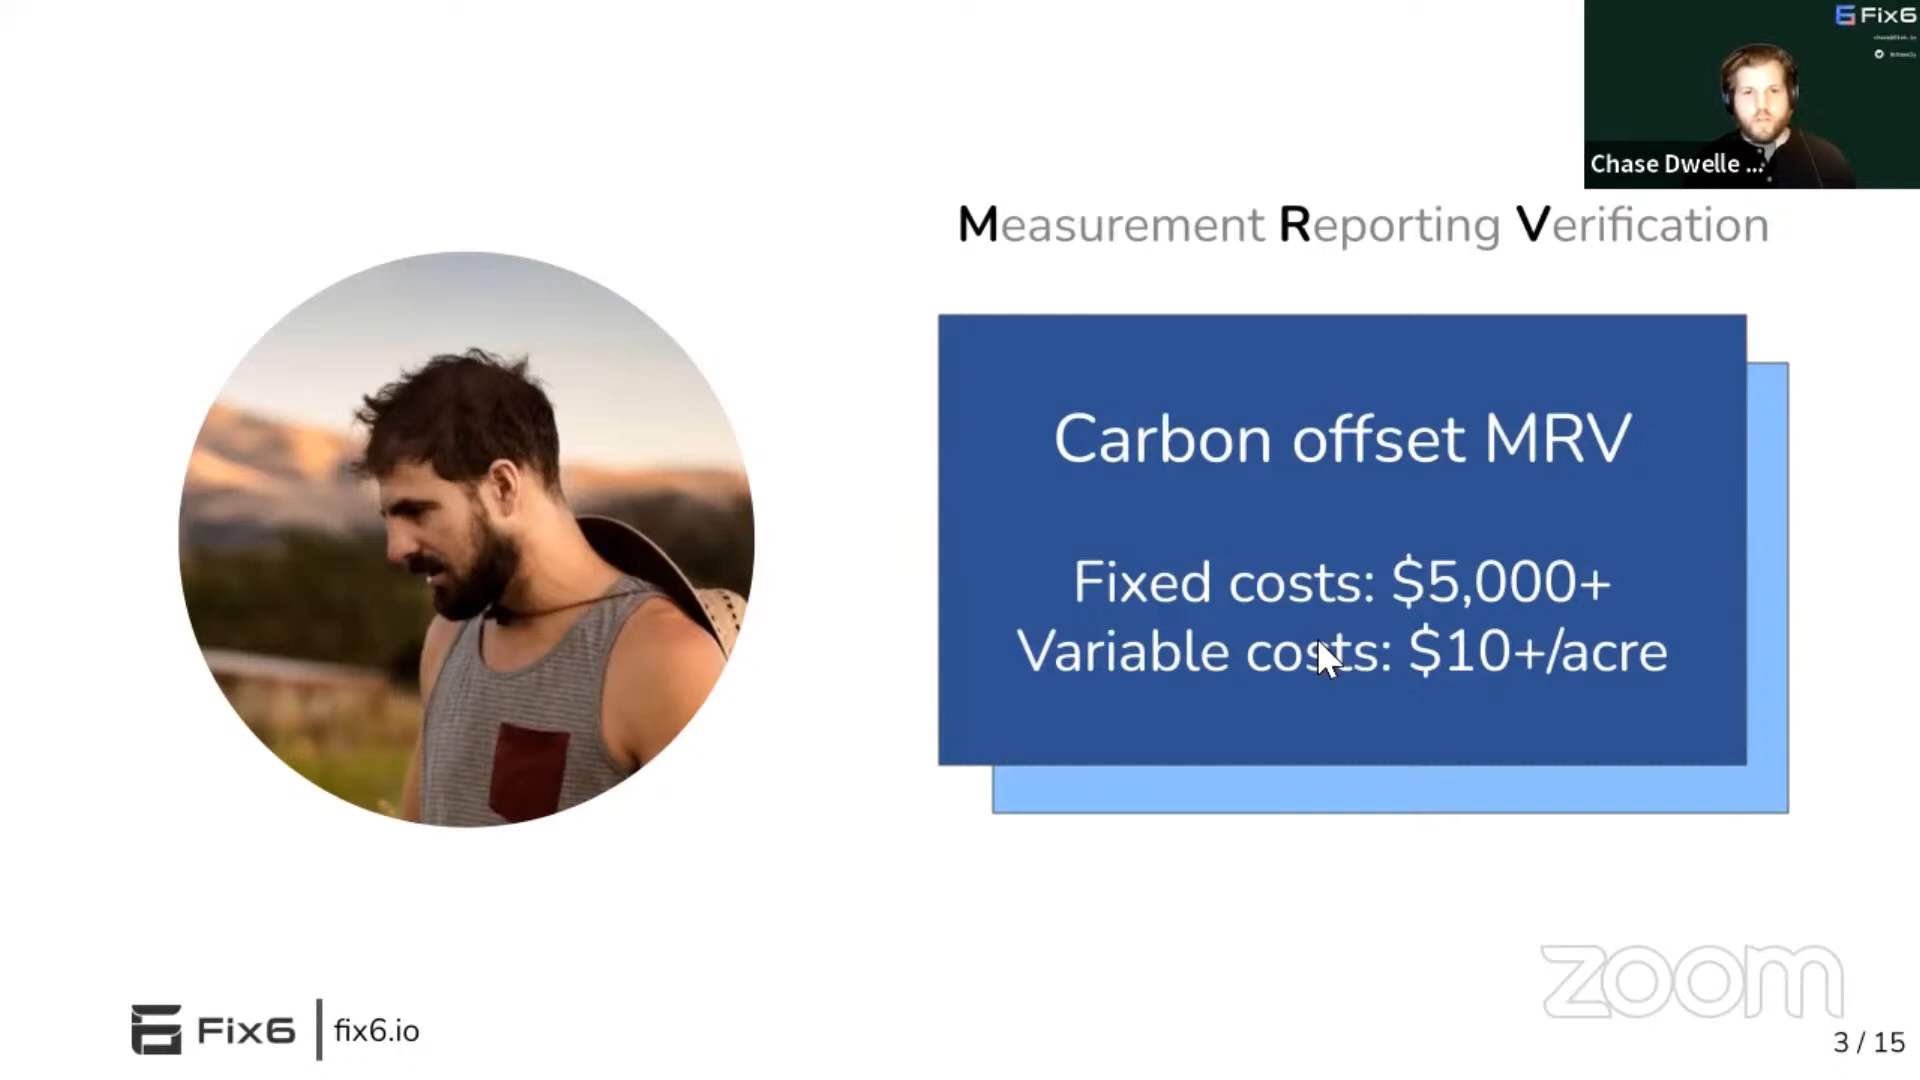 Fix6
Chase Dwelle ...
Measurement Reporting Verification
Carbon offset MRV
Fixed costs: $5,000+
Variable costs: $10+/acre
zoom
Fix6 | fix6.io
3 / 15